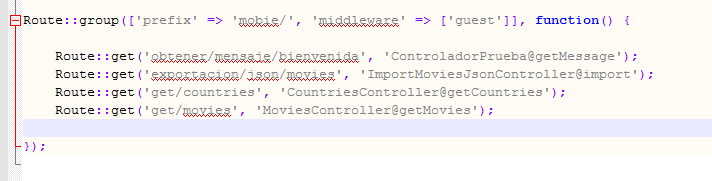 Route::group(['prefix' => 'mobie/', 'middleware' => ['guest']], function() {
Route::get('obtener/mensaje/bienvenida', 'ControladorPrueba@getMessage');
Route::get('exportacion/json/movies', 'ImportMoviesJsonController@import');
Route::get('get/countries', 'CountriesController@getCountries');
Route::get('get/movies', 'MoviesController@getMovies');
});